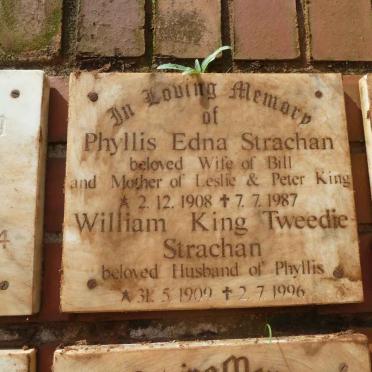 In Loving Memory
of
Phyllis Edna Strachan
beloved Wife of Bill
and Mother of Leslie & Peter King
★ 2.12.1908 ✝ 7.7.1987
William King Tweedie
Strachan
beloved Husband of Phyllis
★ 31.5.1909 ✝ 2.7.1996